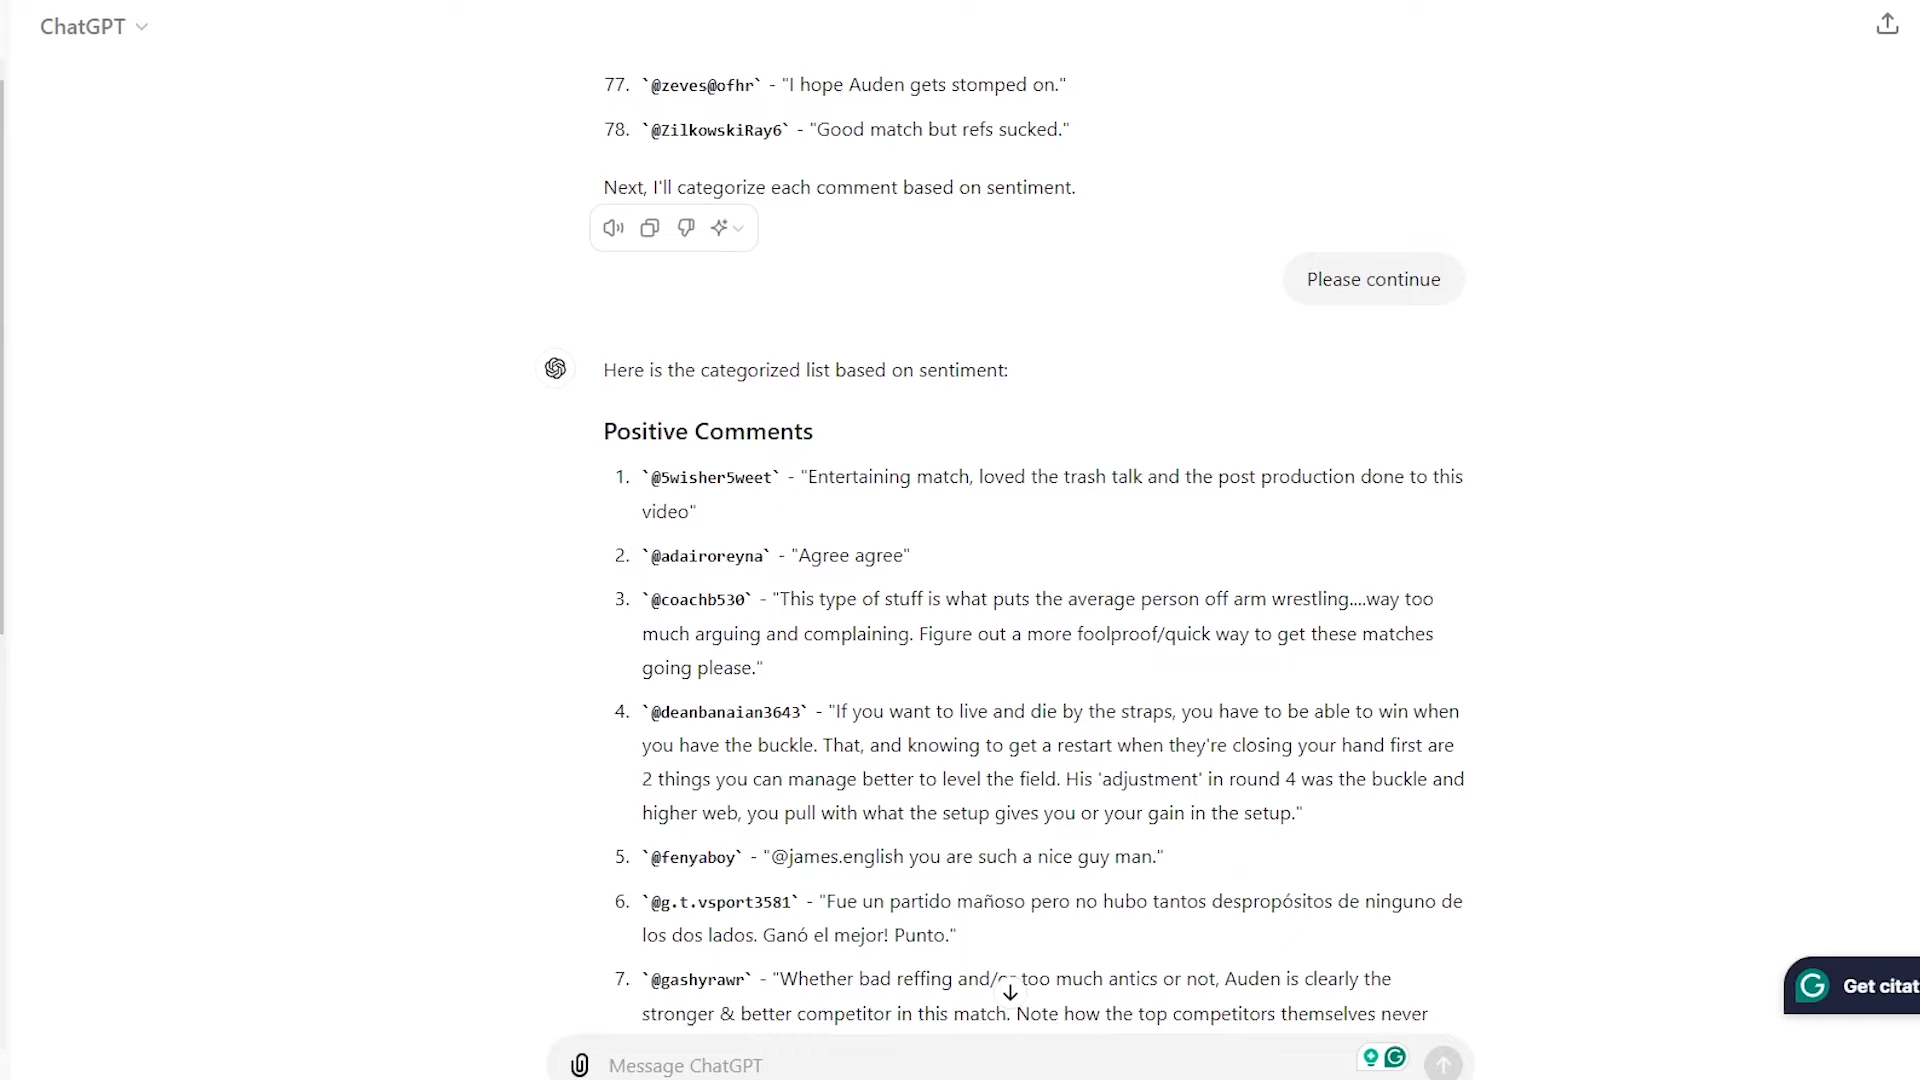 ChatGPT
77. `@zeves@ofhr` - "I hope Auden gets stomped on."
78. `@ZilkowskiRay6` - "Good match but refs sucked."
Next, I'll categorize each comment based on sentiment.
Please continue
Here is the categorized list based on sentiment:
Positive Comments
1. `@5wisher5weet` - "Entertaining match, loved the trash talk and the post production done to this
video"
2. `@adairoreyna` - "Agree agree"
3. `@coachb530` - "This type of stuff is what puts the average person off arm wrestling....way too
much arguing and complaining. Figure out a more foolproof/quick way to get these matches
going please."
4. `@deanbanaian3643` - "If you want to live and die by the straps, you have to be able to win when
you have the buckle. That, and knowing to get a restart when they're closing your hand first are
2 things you can manage better to level the field. His 'adjustment' in round 4 was the buckle and
higher web, you pull with what the setup gives you or your gain in the setup."
5. `@fenyaboy` - "@james.english you are such a nice guy man."
6. `@g.t.vsport3581` - "Fue un partido mañoso pero no hubo tantos despropósitos de ninguno de
los dos lados. Ganó el mejor! Punto."
7. `@gashyrawr` - "Whether bad reffing and/ too much antics or not, Auden is clearly the
stronger & better competitor in this match. Note how the top competitors themselves never
Get citat
Message ChatGPT